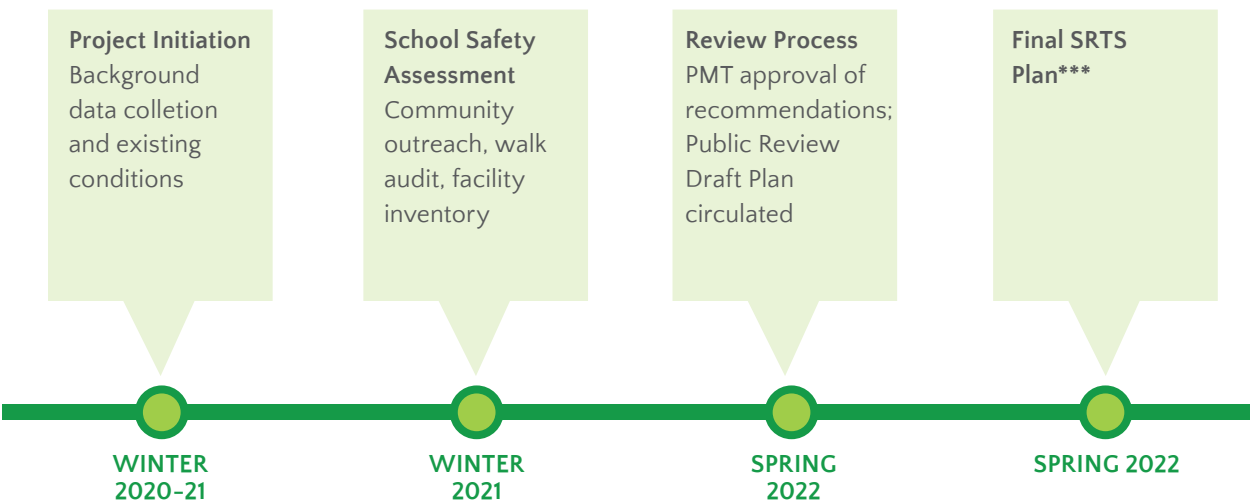 Project Initiation
Background
data colletion
and existing
conditions
School Safety
Assessment
Community
outreach, walk
audit, facility
inventory
Review Process
PMT approval of
recommendations;
Public Review
Draft Plan
circulated
Final SRTS
Plan***
WINTER
2020-21
WINTER
2021
SPRING
2022
SPRING 2022